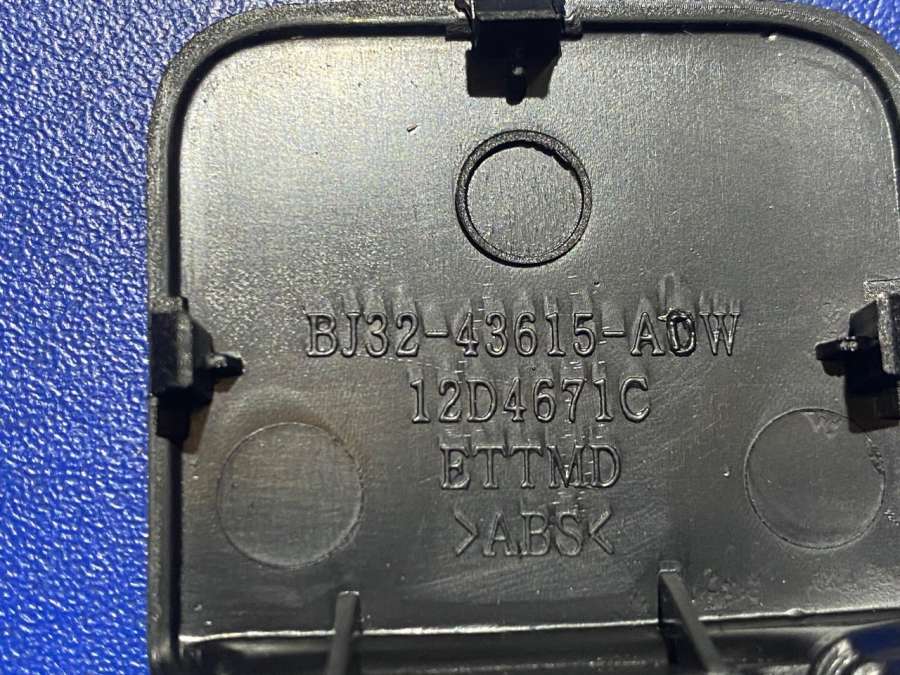 BJ32-43615-ADW
12D4671C
ETTMD
>ABS<